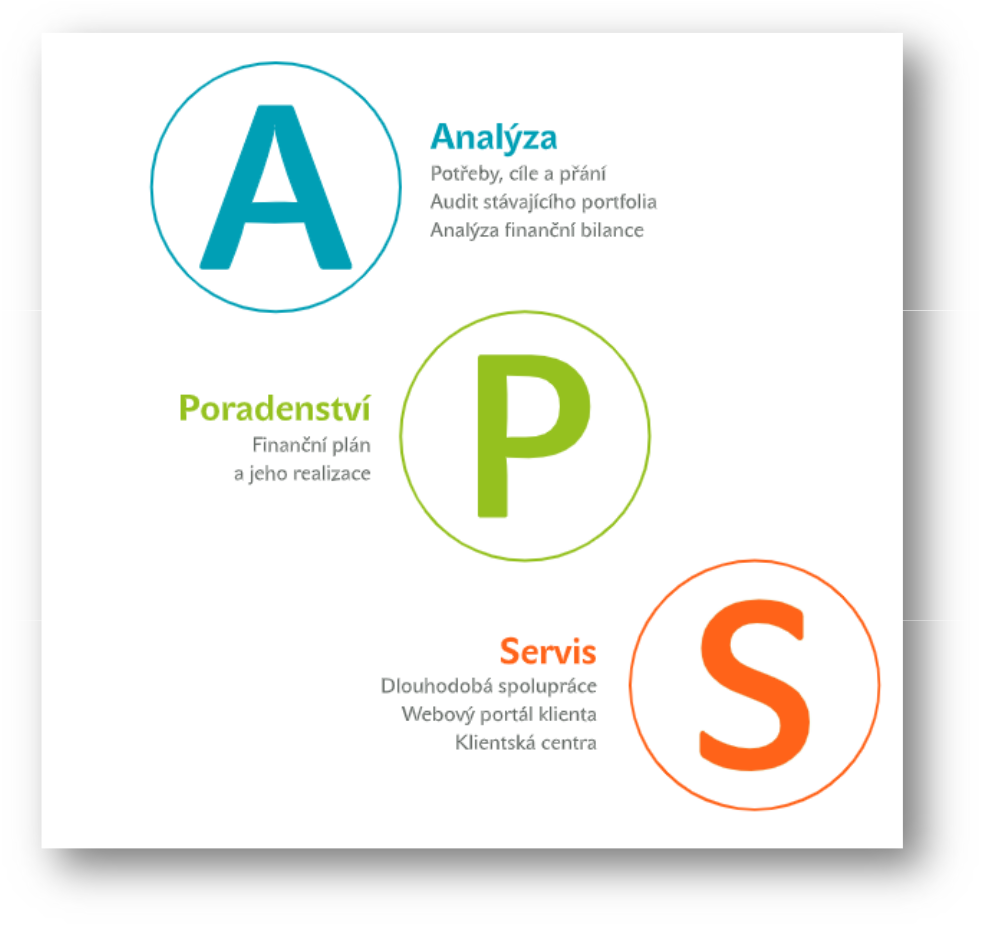 A
Analýza
Potřeby, cíle a přání
Audit stávajícího portfolia
Analýza finanční bilance
Poradenství
Finanční plán
a jeho realizace
P
Servis
Dlouhodobá spolupráce
Webový portál klienta
Klientská centra
S